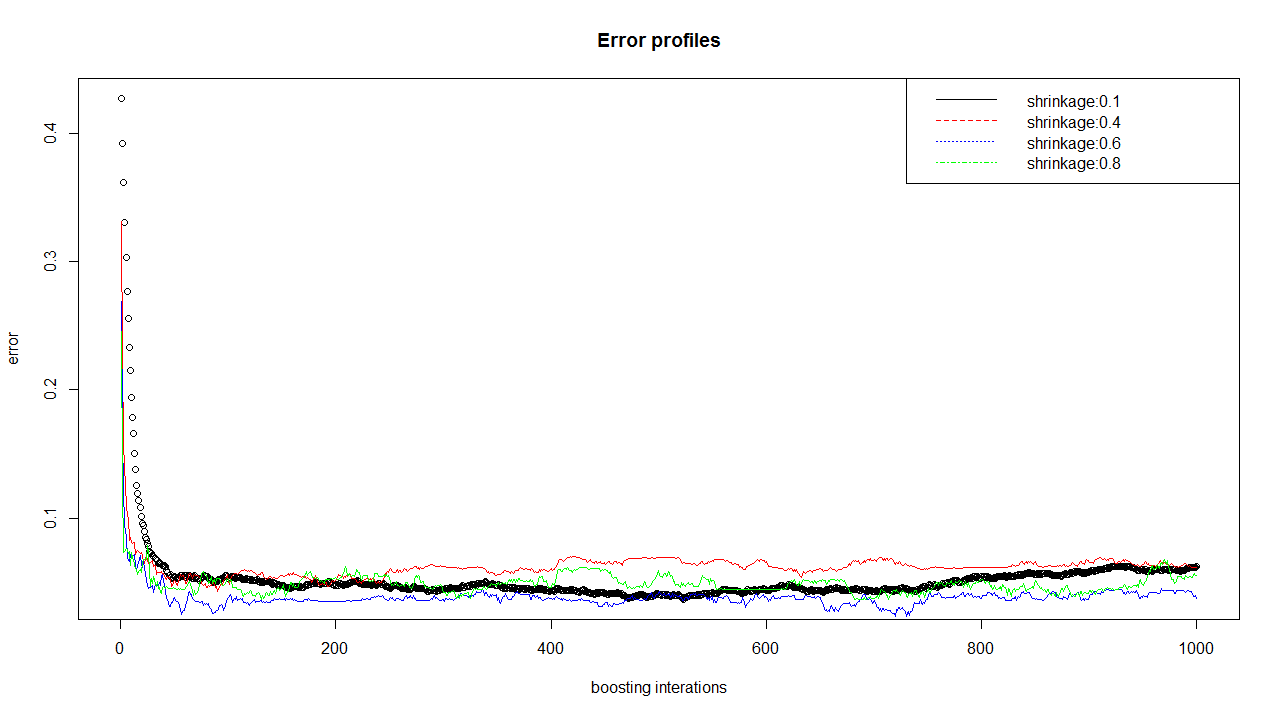 Error profiles
shrinkage:0.1
shrinkage:0.4
shrinkage:0.6
shrinkage:0.8
error
0.4
0.3
0.2
0.1
0 200 400 600 800 1000
boosting interations